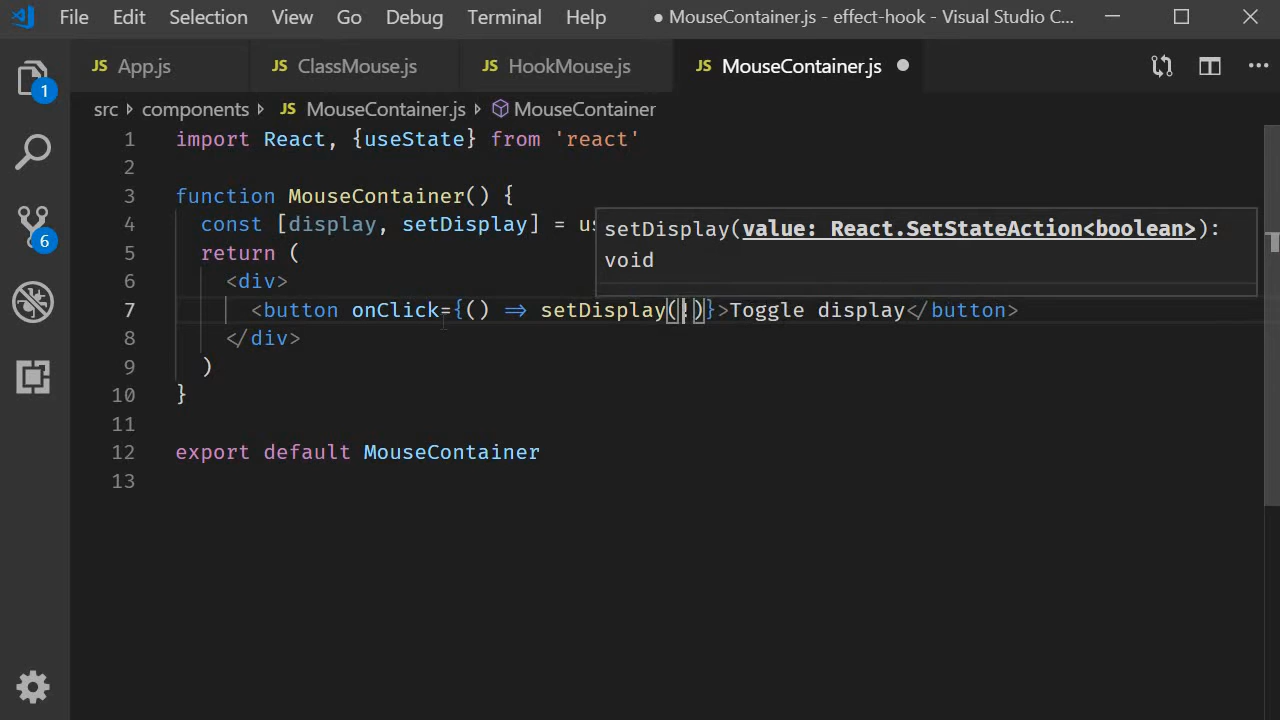 File Edit Selection View Go Debug Terminal Help ● MouseContainer.js - effect-hook - Visual Studio C...
JS App.js JS ClassMouse.js JS HookMouse.js JS MouseContainer.js
src > components > JS MouseContainer.js > MouseContainer
1 import React, {useState} from 'react'
2
3 function MouseContainer() {
4 const [display, setDisplay] = us
setDisplay(value: React.SetStateAction<boolean>):
void
5 return (
6 <div>
7 <button onClick={() => setDisplay(!)}>Toggle display</button>
8 </div>
9 )
10 }
11
12 export default MouseContainer
13
1
6